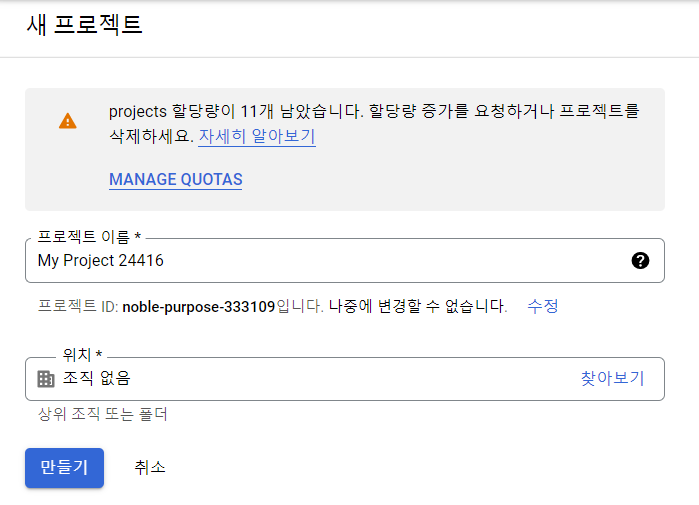 새 프로젝트
projects 할당량이 11개 남았습니다. 할당량 증가를 요청하거나 프로젝트를
삭제하세요. 자세히 알아보기
MANAGE QUOTAS
프로젝트 이름 *
My Project 24416
프로젝트 ID: noble-purpose-333109입니다. 나중에 변경할 수 없습니다. 수정
위치 *
조직 없음 찾아보기
상위 조직 또는 폴더
만들기 취소